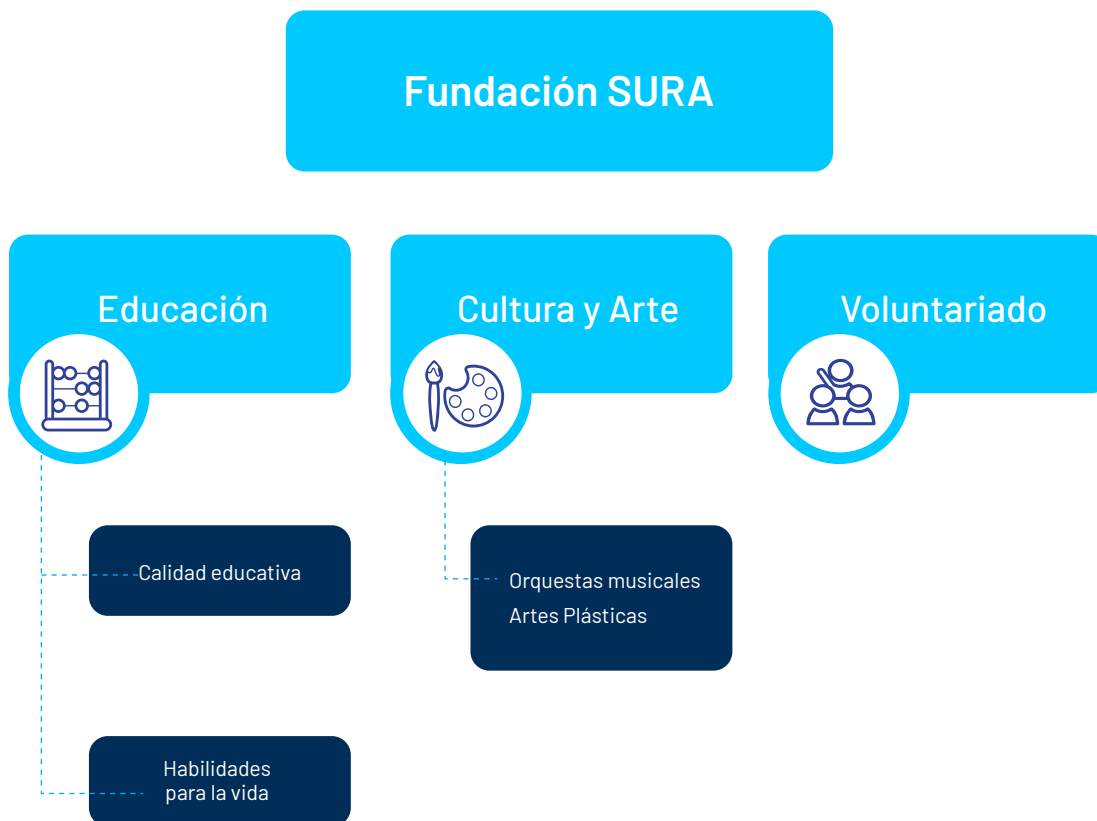 Fundación SURA
Educación
Cultura y Arte
Voluntariado
Calidad educativa
Orquestas musicales
Artes Plásticas
Habilidades
para la vida